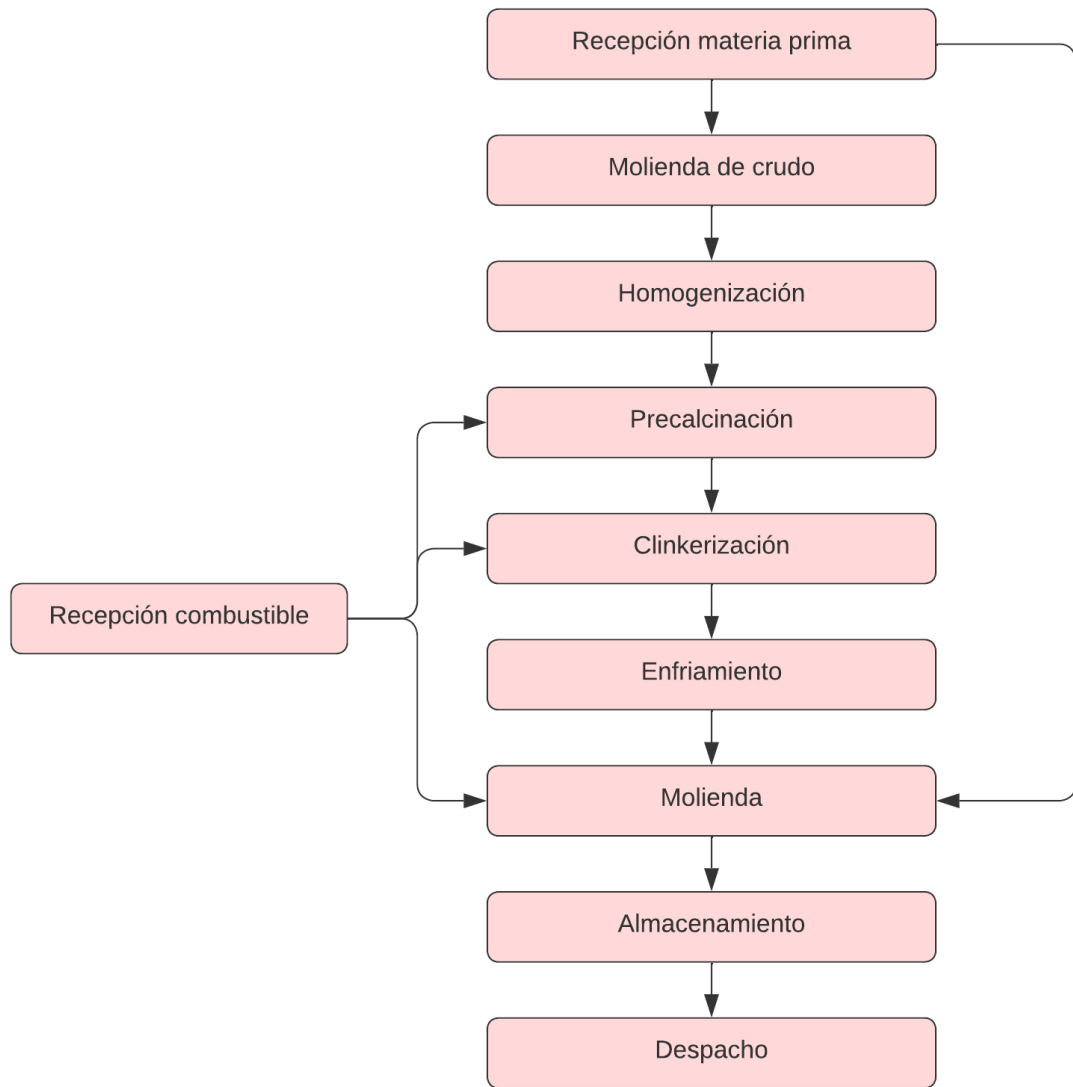 Recepción materia prima
Molienda de crudo
Homogenización
Precalcinación
Clinkerización
Recepción combustible
Enfriamiento
Molienda
Almacenamiento
Despacho